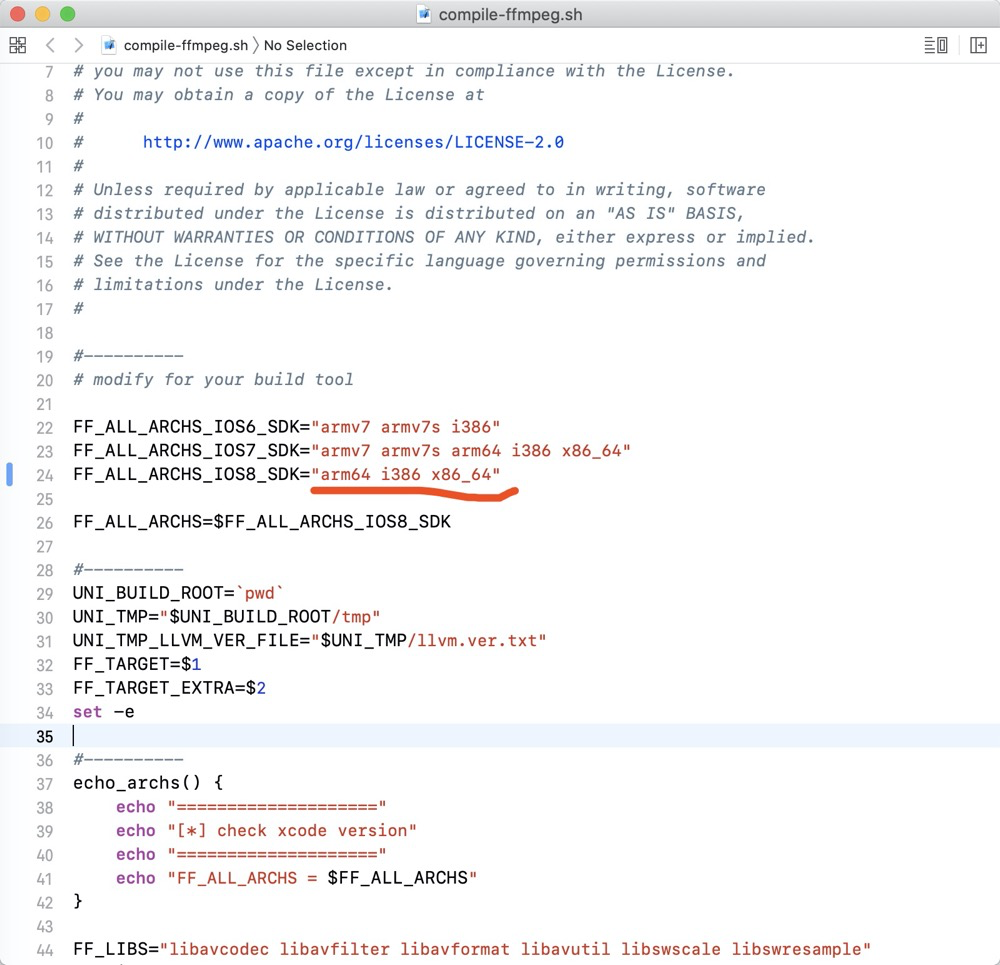 compile-ffmpeg.sh
compile-ffmpeg.sh 〉 No Selection
7 # you may not use this file except in compliance with the License.
8 # You may obtain a copy of the License at
9 #
10 #      http://www.apache.org/licenses/LICENSE-2.0
11 #
12 # Unless required by applicable law or agreed to in writing, software
13 # distributed under the License is distributed on an "AS IS" BASIS,
14 # WITHOUT WARRANTIES OR CONDITIONS OF ANY KIND, either express or implied.
15 # See the License for the specific language governing permissions and
16 # limitations under the License.
17 #
18
19 #----------
20 # modify for your build tool
21
22 FF_ALL_ARCHS_IOS6_SDK="armv7 armv7s i386"
23 FF_ALL_ARCHS_IOS7_SDK="armv7 armv7s arm64 i386 x86_64"
24 FF_ALL_ARCHS_IOS8_SDK="arm64 i386 x86_64"
25
26 FF_ALL_ARCHS=$FF_ALL_ARCHS_IOS8_SDK
27
28 #----------
29 UNI_BUILD_ROOT=`pwd`
30 UNI_TMP="$UNI_BUILD_ROOT/tmp"
31 UNI_TMP_LLVM_VER_FILE="$UNI_TMP/llvm.ver.txt"
32 FF_TARGET=$1
33 FF_TARGET_EXTRA=$2
34 set -e
35
36 #----------
37 echo_archs() {
38     echo "===================="
39     echo "[*] check xcode version"
40     echo "===================="
41     echo "FF_ALL_ARCHS = $FF_ALL_ARCHS"
42 }
43
44 FF_LIBS="libavcodec libavfilter libavformat libavutil libswscale libswresample"